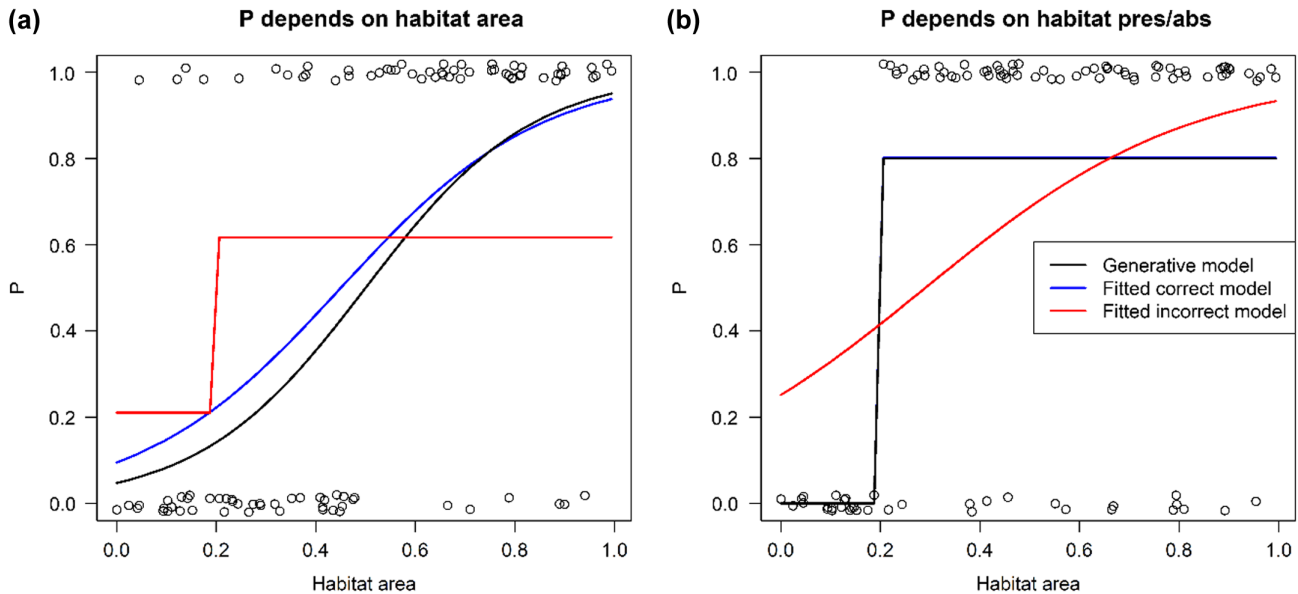 (a)
P depends on habitat area
1.0
0.8
0.6
0.4
0.2
0.0
P
0.0 0.2 0.4 0.6 0.8 1.0
Habitat area
(b)
P depends on habitat pres/abs
1.0
0.8
0.6
0.4
0.2
0.0
P
Generative model
Fitted correct model
Fitted incorrect model
0.0 0.2 0.4 0.6 0.8 1.0
Habitat area